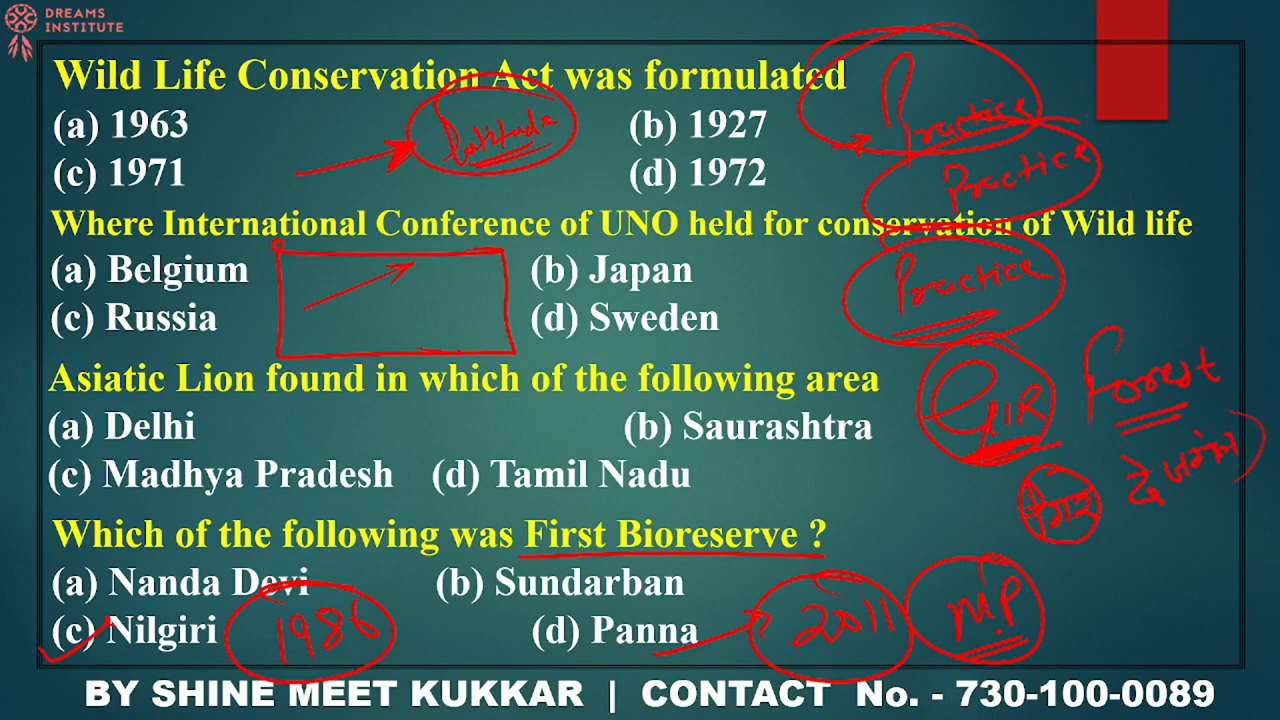 DREAMS
INSTITUTE
Wild Life Conservation Act was formulated
(a) 1963 (b) 1927
(c) 1971 (d) 1972
Practice
Practice
Where International Conference of UNO held for conservation of Wild life
(a) Belgium (b) Japan
(c) Russia (d) Sweden
Practice
Asiatic Lion found in which of the following area
(a) Delhi (b) Saurashtra
(c) Madhya Pradesh (d) Tamil Nadu
GIR Forrest
Which of the following was First Bioreserve ?
(a) Nanda Devi (b) Sundarban
(c) Nilgiri 1986 (d) Panna 2011 M.P
BY SHINE MEET KUKKAR | CONTACT No. - 730-100-0089